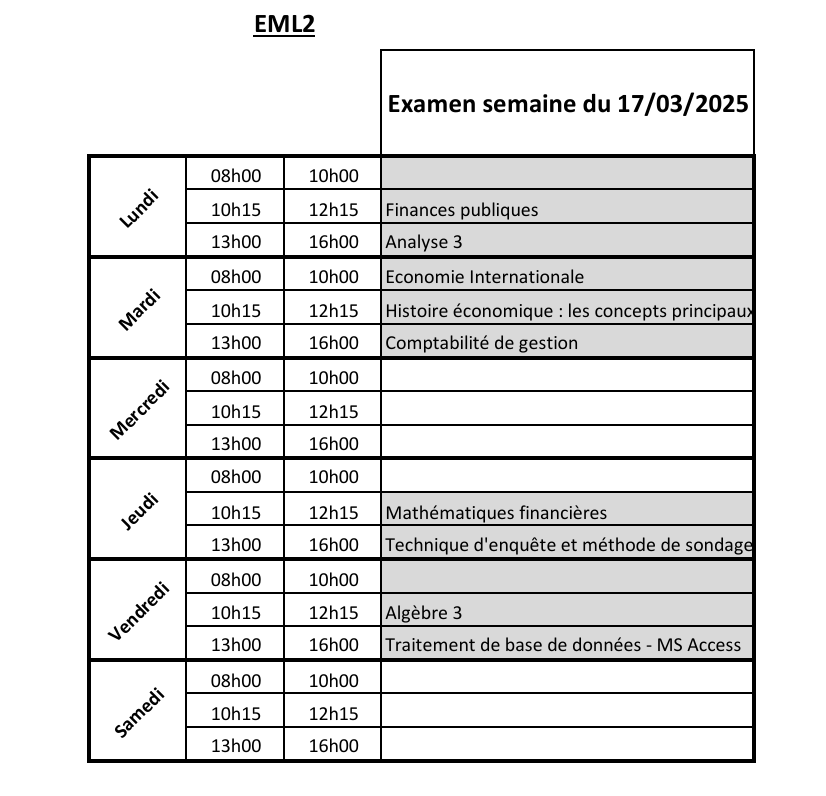 EML2
Examen semaine du 17/03/2025
Lundi
08h00 10h00
10h15 12h15 Finances publiques
13h00 16h00 Analyse 3
Mardi
08h00 10h00 Economie Internationale
10h15 12h15 Histoire économique : les concepts principaux
13h00 16h00 Comptabilité de gestion
Mercredi
08h00 10h00
10h15 12h15
13h00 16h00
Jeudi
08h00 10h00
10h15 12h15 Mathématiques financières
13h00 16h00 Technique d'enquête et méthode de sondage
Vendredi
08h00 10h00
10h15 12h15 Algèbre 3
13h00 16h00 Traitement de base de données - MS Access
Samedi
08h00 10h00
10h15 12h15
13h00 16h00